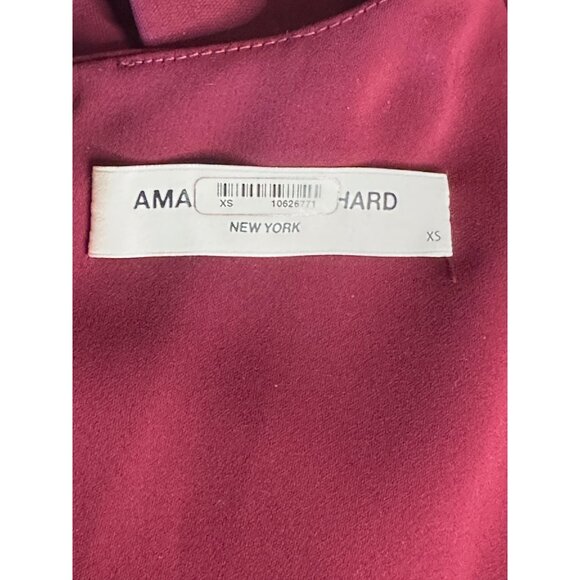 AMA HARD
XS 10626771
NEW YORK
XS